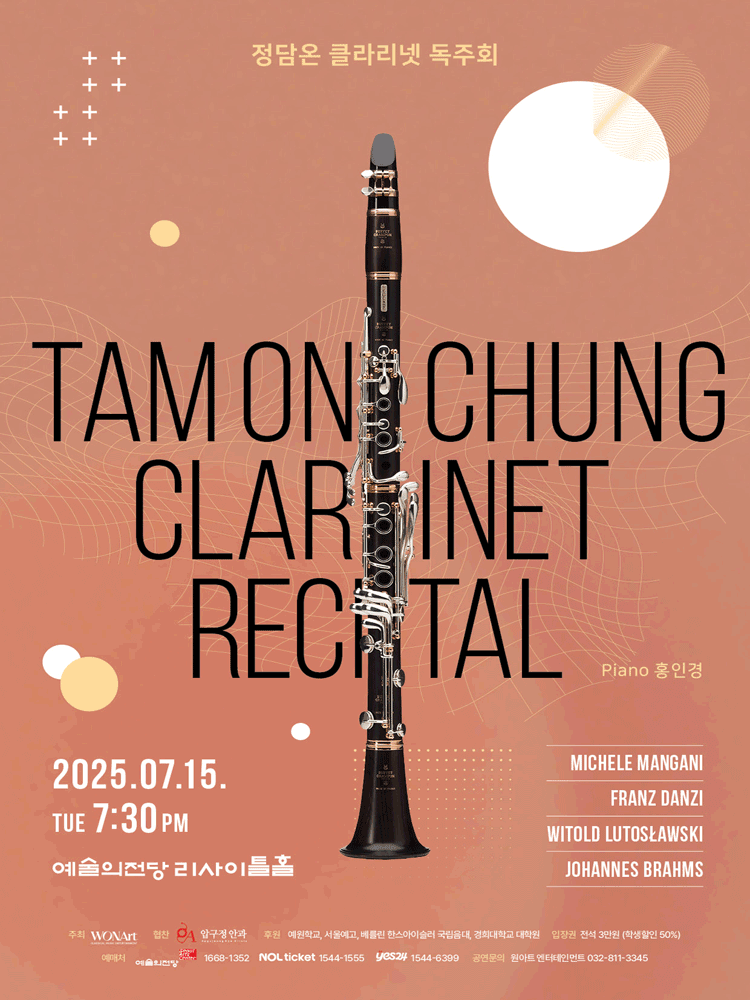 정담온 클라리넷 독주회
TAM ON CHUNG
CLARINET
RECITAL
Piano 홍인경
2025.07.15.
TUE 7:30 PM
예술의전당 리사이틀홀
MICHELE MANGANI
FRANZ DANZI
WITOLD LUTOSŁAWSKI
JOHANNES BRAHMS
주최 WONArt 협찬 압구정안과 후원 예원학교, 서울예고, 베를린 한스아이슬러 국립음대, 경희대학교 대학원 입장권 전석 3만원 (학생할인 50%)
예매처 예술의전당 1668-1352 NOL ticket 1544-1555 yes24 1544-6399 공연문의 원아트 엔터테인먼트 032-811-3345